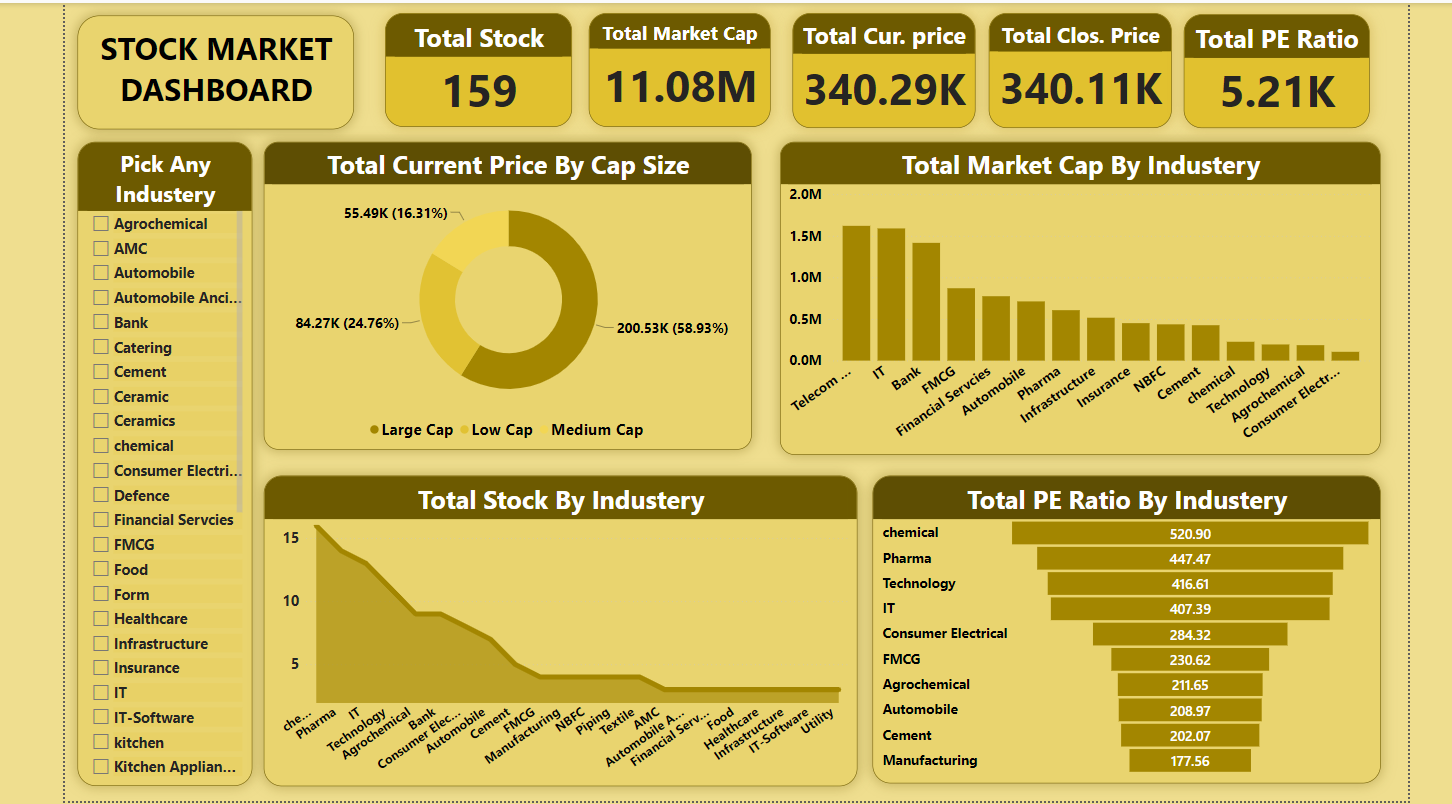 STOCK MARKET
DASHBOARD
Total Stock
159
Total Market Cap
11.08M
Total Cur. price
340.29K
Total Clos. Price
340.11K
Total PE Ratio
5.21K
Pick Any
Industery
Agrochemical
AMC
Automobile
Automobile Anci...
Bank
Catering
Cement
Ceramic
Ceramics
chemical
Consumer Electri...
Defence
Financial Servcies
FMCG
Food
Form
Healthcare
Infrastructure
Insurance
IT
IT-Software
kitchen
Kitchen Applian...
Total Current Price By Cap Size
55.49K (16.31%)
84.27K (24.76%)
200.53K (58.93%)
Large Cap Low Cap Medium Cap
Total Market Cap By Industery
2.0M
1.5M
1.0M
0.5M
0.0M
Telecom ...
IT
Bank
FMCG
Financial Servcies
Automobile
Pharma
Infrastructure
Insurance
NBFC
Cement
chemical
Technology
Agrochemical
Consumer Electr...
Total Stock By Industery
15
10
5
che...
Pharma
IT
Technology
Agrochemical
Bank
Consumer Elec...
Automobile
Cement
FMCG
Manufacturing
NBFC
Piping
Textile
AMC
Automobile A...
Financial Serv...
Food
Healthcare
Infrastructure
IT-Software
Utility
Total PE Ratio By Industery
chemical 520.90
Pharma 447.47
Technology 416.61
IT 407.39
Consumer Electrical 284.32
FMCG 230.62
Agrochemical 211.65
Automobile 208.97
Cement 202.07
Manufacturing 177.56